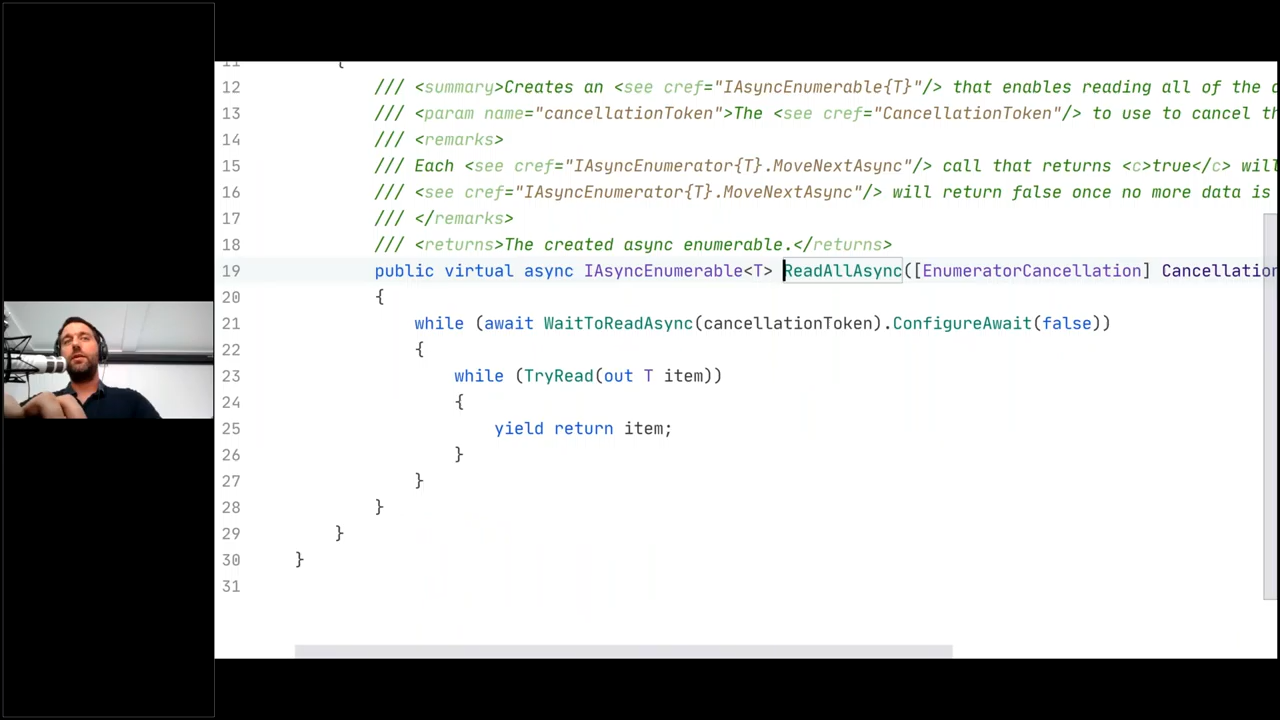 11 {
12 /// <summary>Creates an <see cref="IAsyncEnumerable{T}"/> that enables reading all of the
13 /// <param name="cancellationToken">The <see cref="CancellationToken"/> to use to cancel
14 /// <remarks>
15 /// Each <see cref="IAsyncEnumerator{T}.MoveNextAsync"/> call that returns <c>true</c>
16 /// <see cref="IAsyncEnumerator{T}.MoveNextAsync"/> will return false once no more data is
17 /// </remarks>
18 /// <returns>The created async enumerable.</returns>
19 public virtual async IAsyncEnumerable<T> ReadAllAsync([EnumeratorCancellation] Cancellation
20 {
21 while (await WaitToReadAsync(cancellationToken).ConfigureAwait(false))
22 {
23 while (TryRead(out T item))
24 {
25 yield return item;
26 }
27 }
28 }
29 }
30 }
31